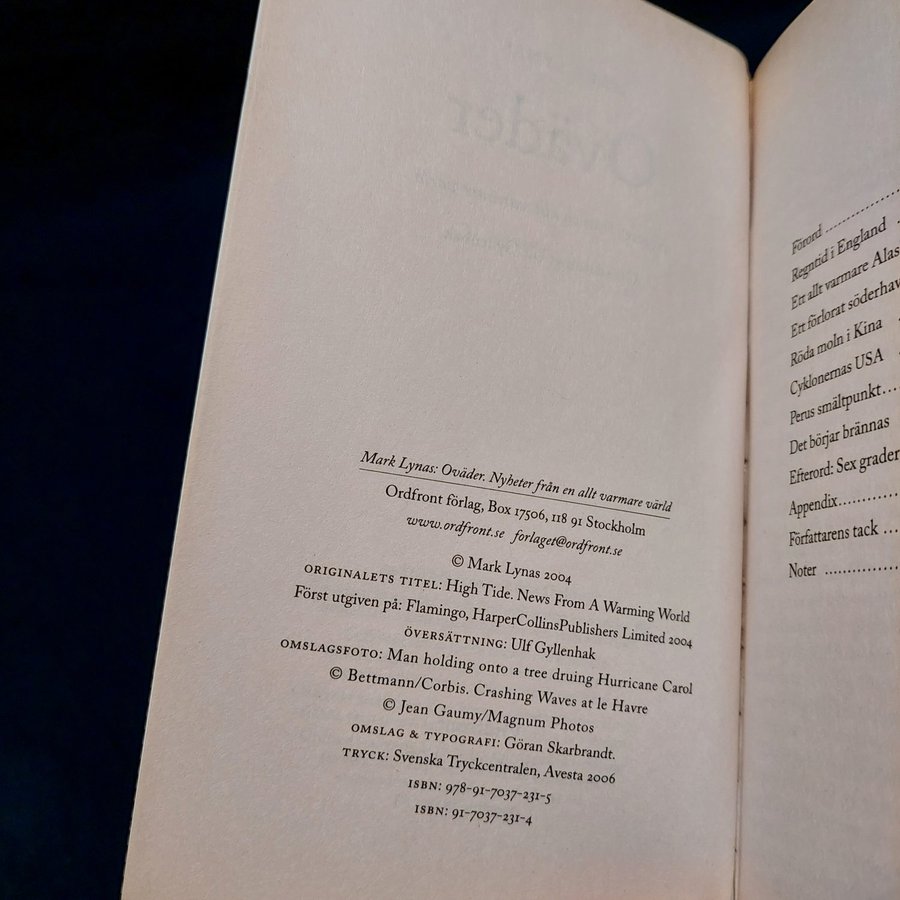 Oväder
Mark Lynas: Oväder. Nyheter från en allt varmare värld
Ordfront förlag, Box 17506, 118 91 Stockholm
www.ordfront.se forlaget@ordfront.se
© Mark Lynas 2004
ORIGINALETS TITEL: High Tide. News From A Warming World
Först utgiven på: Flamingo, HarperCollinsPublishers Limited 2004
ÖVERSÄTTNING: Ulf Gyllenhak
OMSLAGSFOTO: Man holding onto a tree druing Hurricane Carol
© Bettmann/Corbis. Crashing Waves at le Havre
© Jean Gaumy/Magnum Photos
OMSLAG & TYPOGRAFI: Göran Skarbrandt.
TRYCK: Svenska Tryckcentralen, Avesta 2006
ISBN: 978-91-7037-231-5
ISBN: 91-7037-231-4
Förord ..........
Regntid i England
Ett allt varmare Alas
Ett förlorat söderhav
Röda moln i Kina
Cyklonernas USA
Perus smältpunkt...
Det börjar brännas
Efterord: Sex grader
Appendix..........
Författarens tack ...
Noter ..........